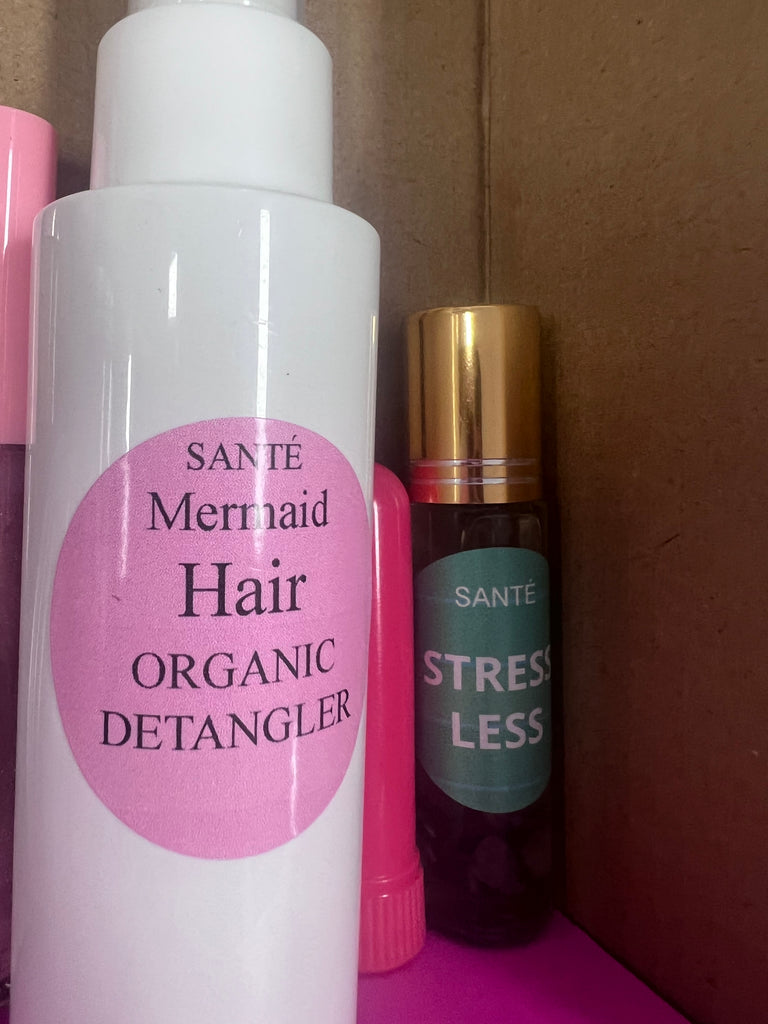 SANTÉ
Mermaid
Hair
ORGANIC
DETANGLER
SANTÉ
STRESS
LESS